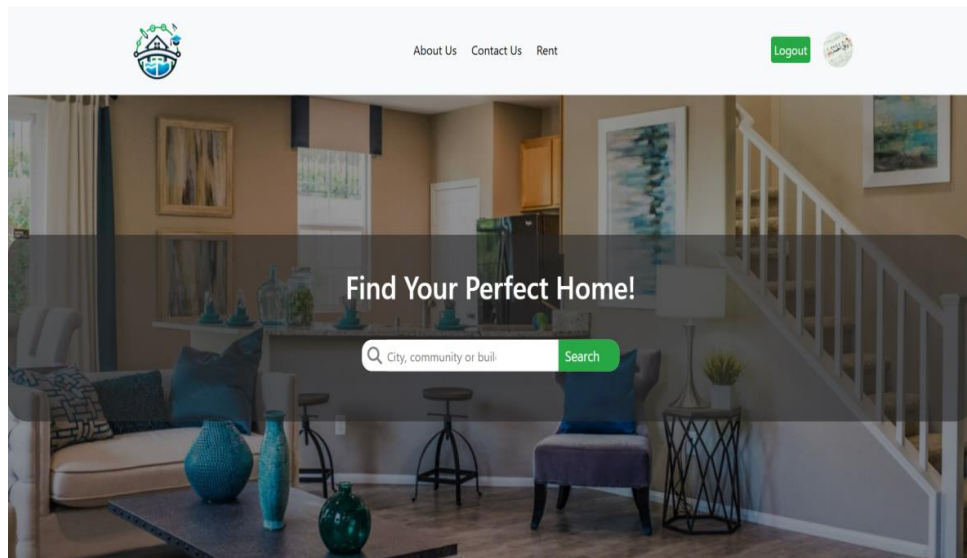 About Us
Contact Us
Rent
Logout
Find Your Perfect Home!
City, community or buil
Search